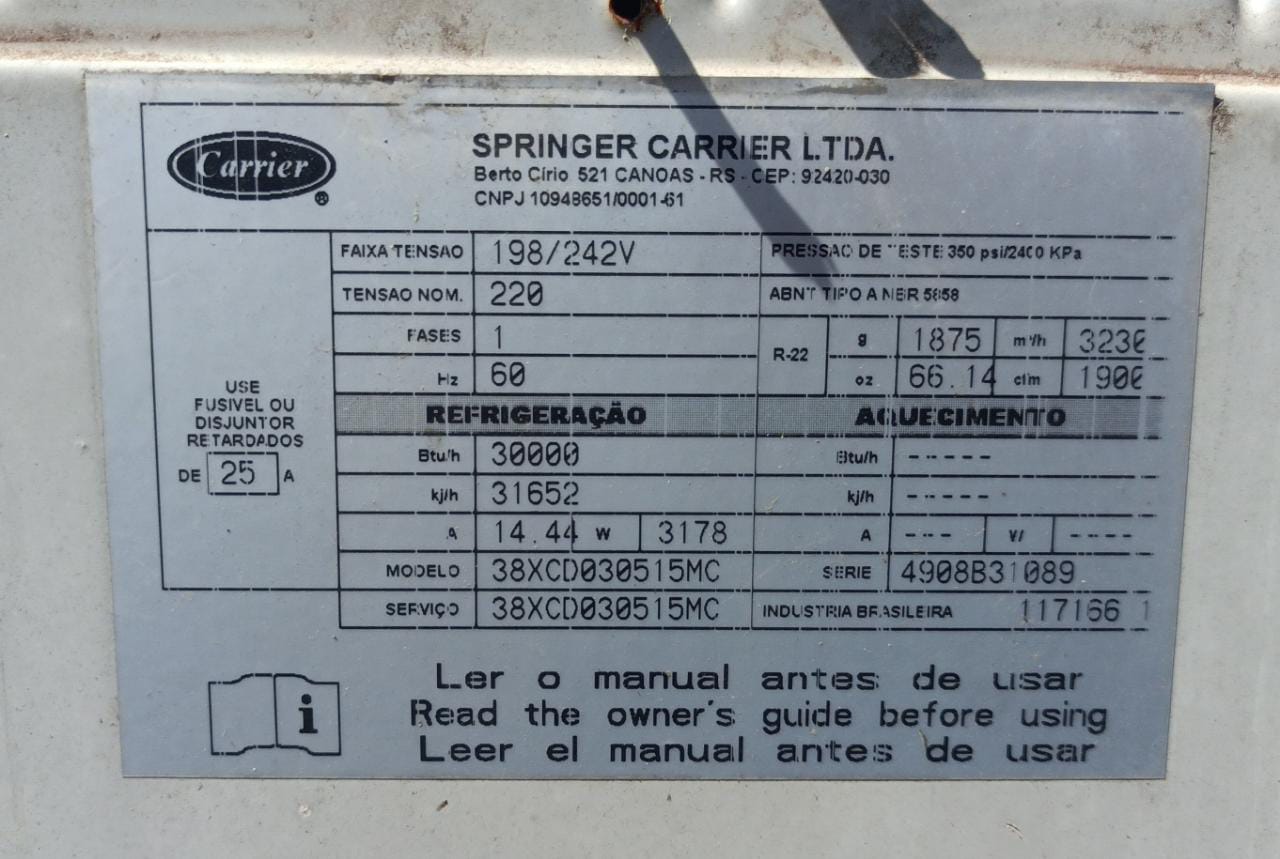 Carrier
®
SPRINGER CARRIER LTDA.
Berto Círio 521 CANOAS - RS - CEP: 92420-030
CNPJ 10948651/0001-61
FAIXA TENSAO 198/242V PRESSAO DE TESTE 350 psi/2400 KPa
TENSAO NOM. 220 ABNT TIPO A NBR 5858
FASES 1 R-22 g 1875 m³/h
Hz 60 oz 66.14 cfm 1900
USE
FUSIVEL OU
DISJUNTOR
RETARDADOS
DE 25 A
REFRIGERAÇÃO AQUECIMENTO
Btu/h 30000 Btu/h -----
kj/h 31652 kj/h -----
A 14.44 W 3178 A --- W ----
MODELO 38XCD030515MC SERIE 4908B31089
SERVIÇO 38XCD030515MC INDUSTRIA BRASILEIRA 117166 1
i
Ler o manual antes de usar
Read the owner's guide before using
Leer el manual antes de usar